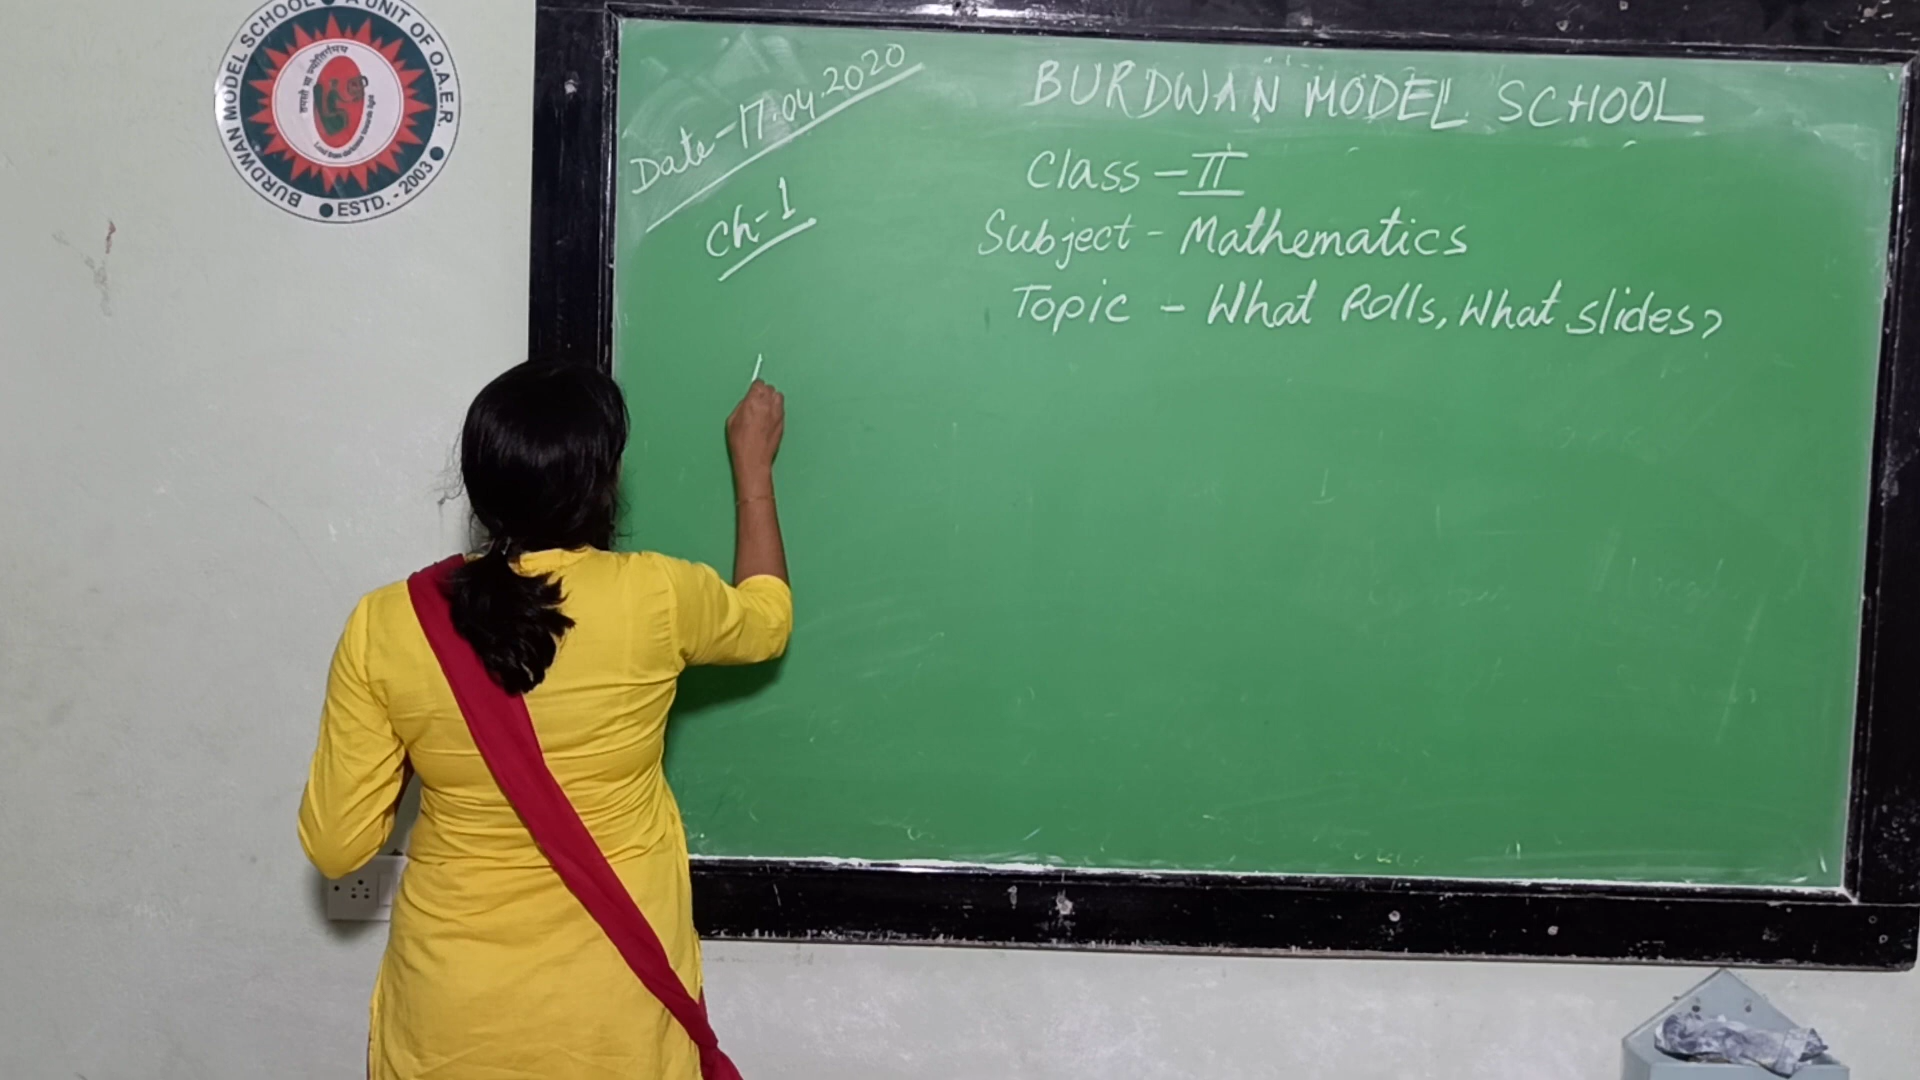 BURDWAN MODEL SCHOOL
A UNIT OF O.A.E.R.
ESTD. - 2003
Date-17.04.2020
Ch-1
BURDWAN MODEL SCHOOL
Class - II
Subject - Mathematics
Topic - What Rolls, What slides?